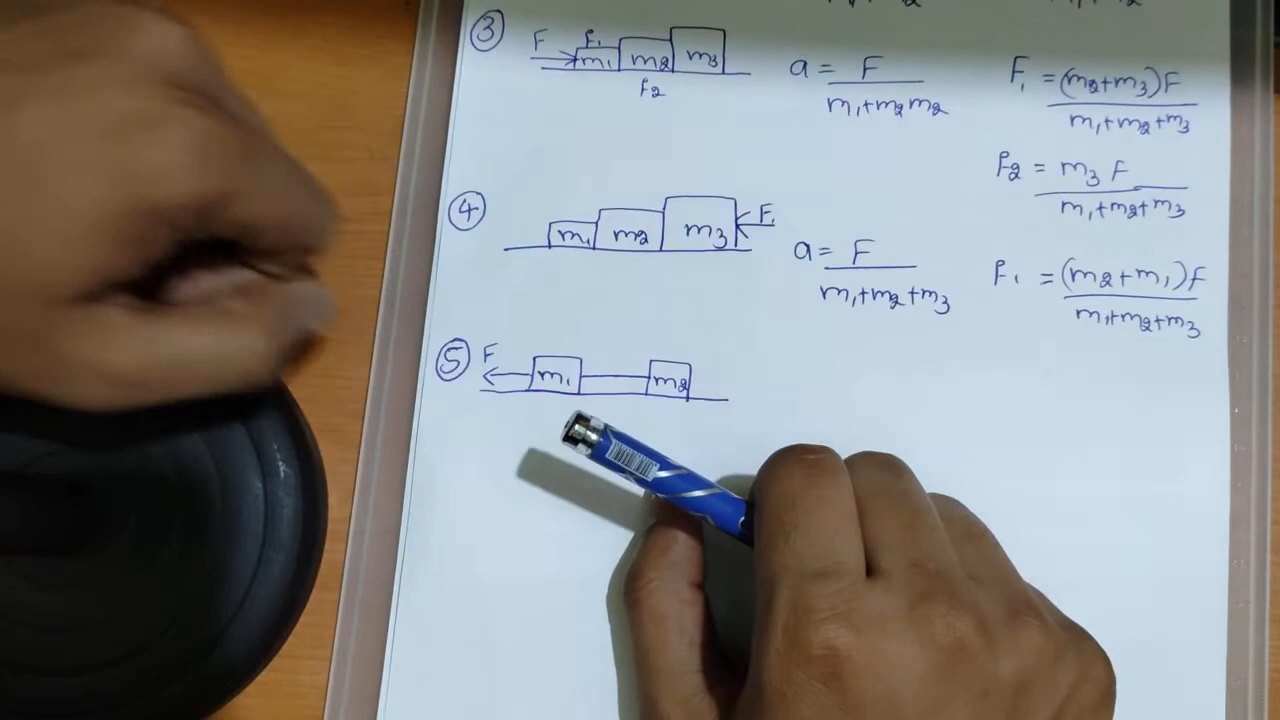 ③ F f₁ m₁ m₂ m₃ f₂
a = F / m₁+m₂m₂
F₁ = (m₂+m₃)F / m₁+m₂+m₃
f₂ = m₃ F / m₁+m₂+m₃
④ m₁ m₂ m₃ F₁
a = F / m₁+m₂+m₃
f₁ = (m₂+m₁)f / m₁+m₂+m₃
⑤ F m₁ m₂